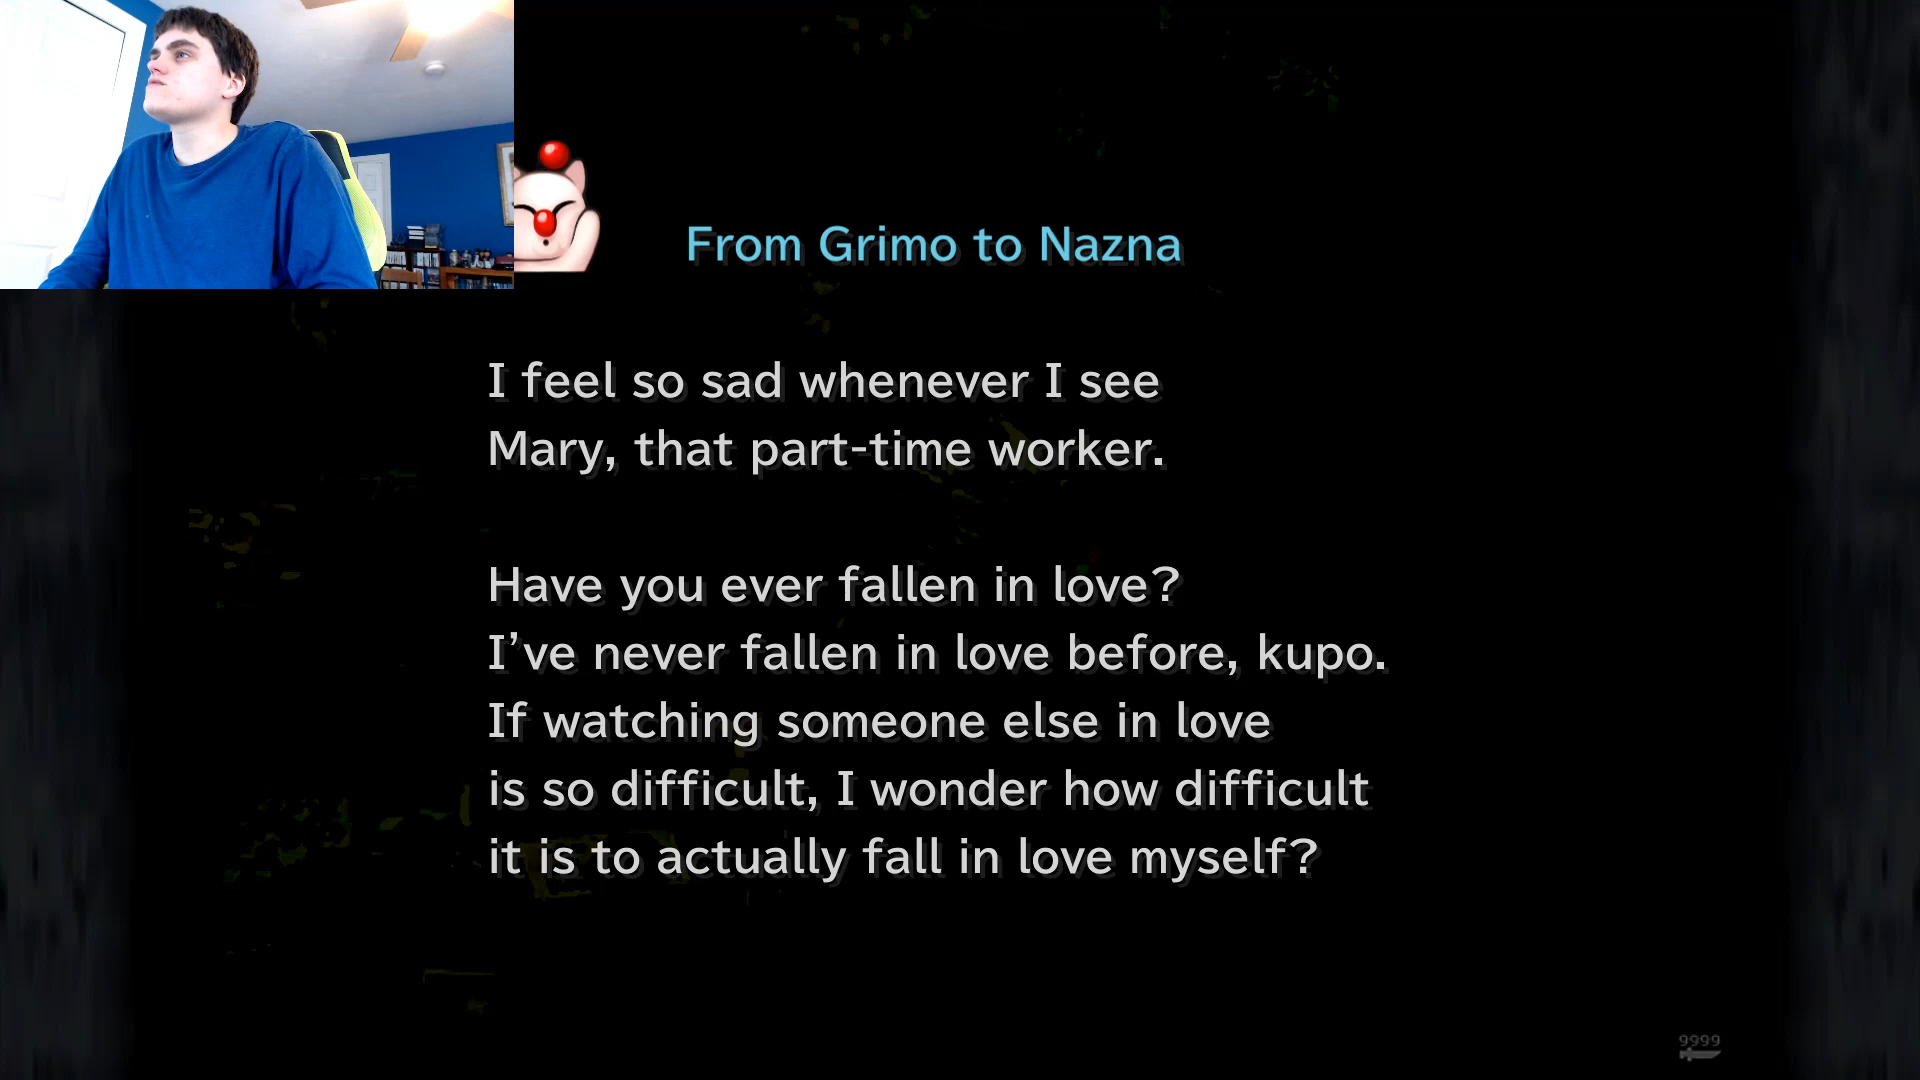 From Grimo to Nazna
I feel so sad whenever I see
Mary, that part-time worker.
Have you ever fallen in love?
I’ve never fallen in love before, kupo.
If watching someone else in love
is so difficult, I wonder how difficult
it is to actually fall in love myself?
9999